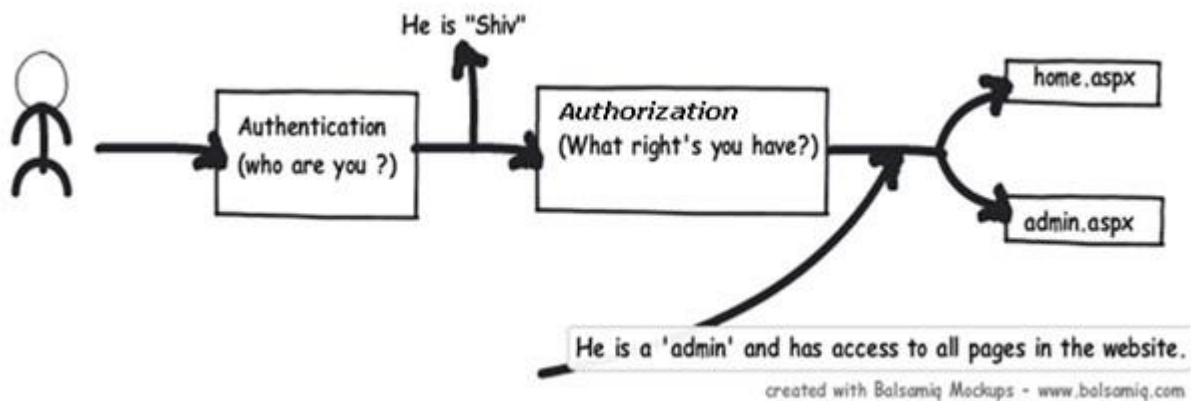 He is "Shiv"
Authentication
(who are you ?)
Authorization
(What right's you have?)
home.aspx
admin.aspx
He is a 'admin' and has access to all pages in the website.
created with Balsamiq Mockups - www.balsamiq.com